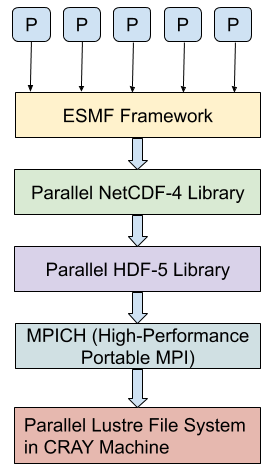 P P P P P
ESMF Framework
Parallel NetCDF-4 Library
Parallel HDF-5 Library
MPICH (High-Performance
Portable MPI)
Parallel Lustre File System
in CRAY Machine